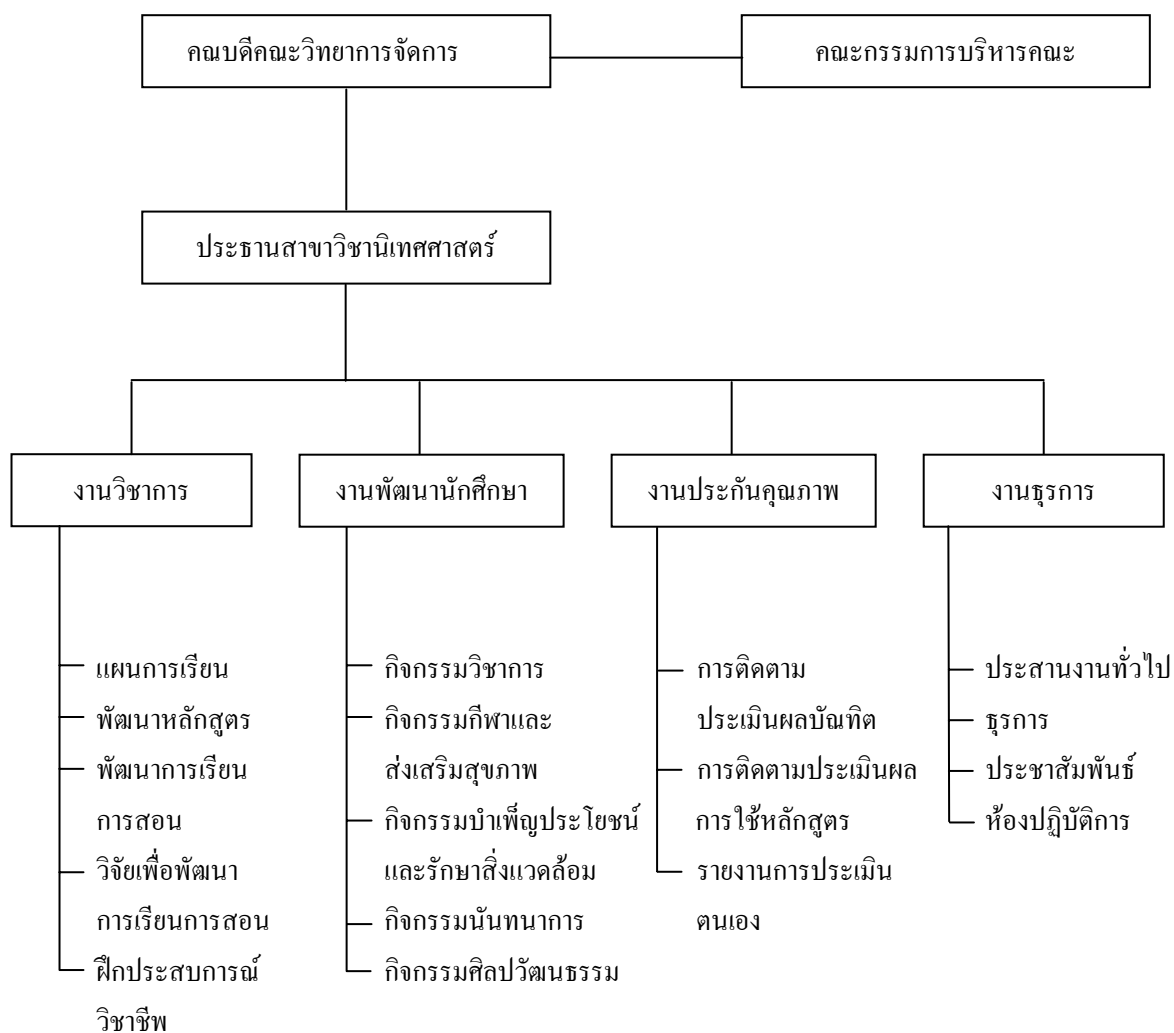 คณบดีคณะวิทยาการจัดการ
คณะกรรมการบริหารคณะ
ประธานสาขาวิชานิเทศศาสตร์
งานวิชาการ
งานพัฒนานักศึกษา
งานประกันคุณภาพ
งานธุรการ
แผนการเรียน
พัฒนาหลักสูตร
พัฒนาการเรียน
การสอน
วิจัยเพื่อพัฒนา
การเรียนการสอน
ฝึกประสบการณ์
วิชาชีพ
กิจกรรมวิชาการ
กิจกรรมกีฬาและ
ส่งเสริมสุขภาพ
กิจกรรมบำเพ็ญประโยชน์
และรักษาสิ่งแวดล้อม
กิจกรรมนันทนาการ
กิจกรรมศิลปวัฒนธรรม
การติดตาม
ประเมินผลบัณฑิต
การติดตามประเมินผล
การใช้หลักสูตร
รายงานการประเมิน
ตนเอง
ประสานงานทั่วไป
ธุรการ
ประชาสัมพันธ์
ห้องปฏิบัติการ